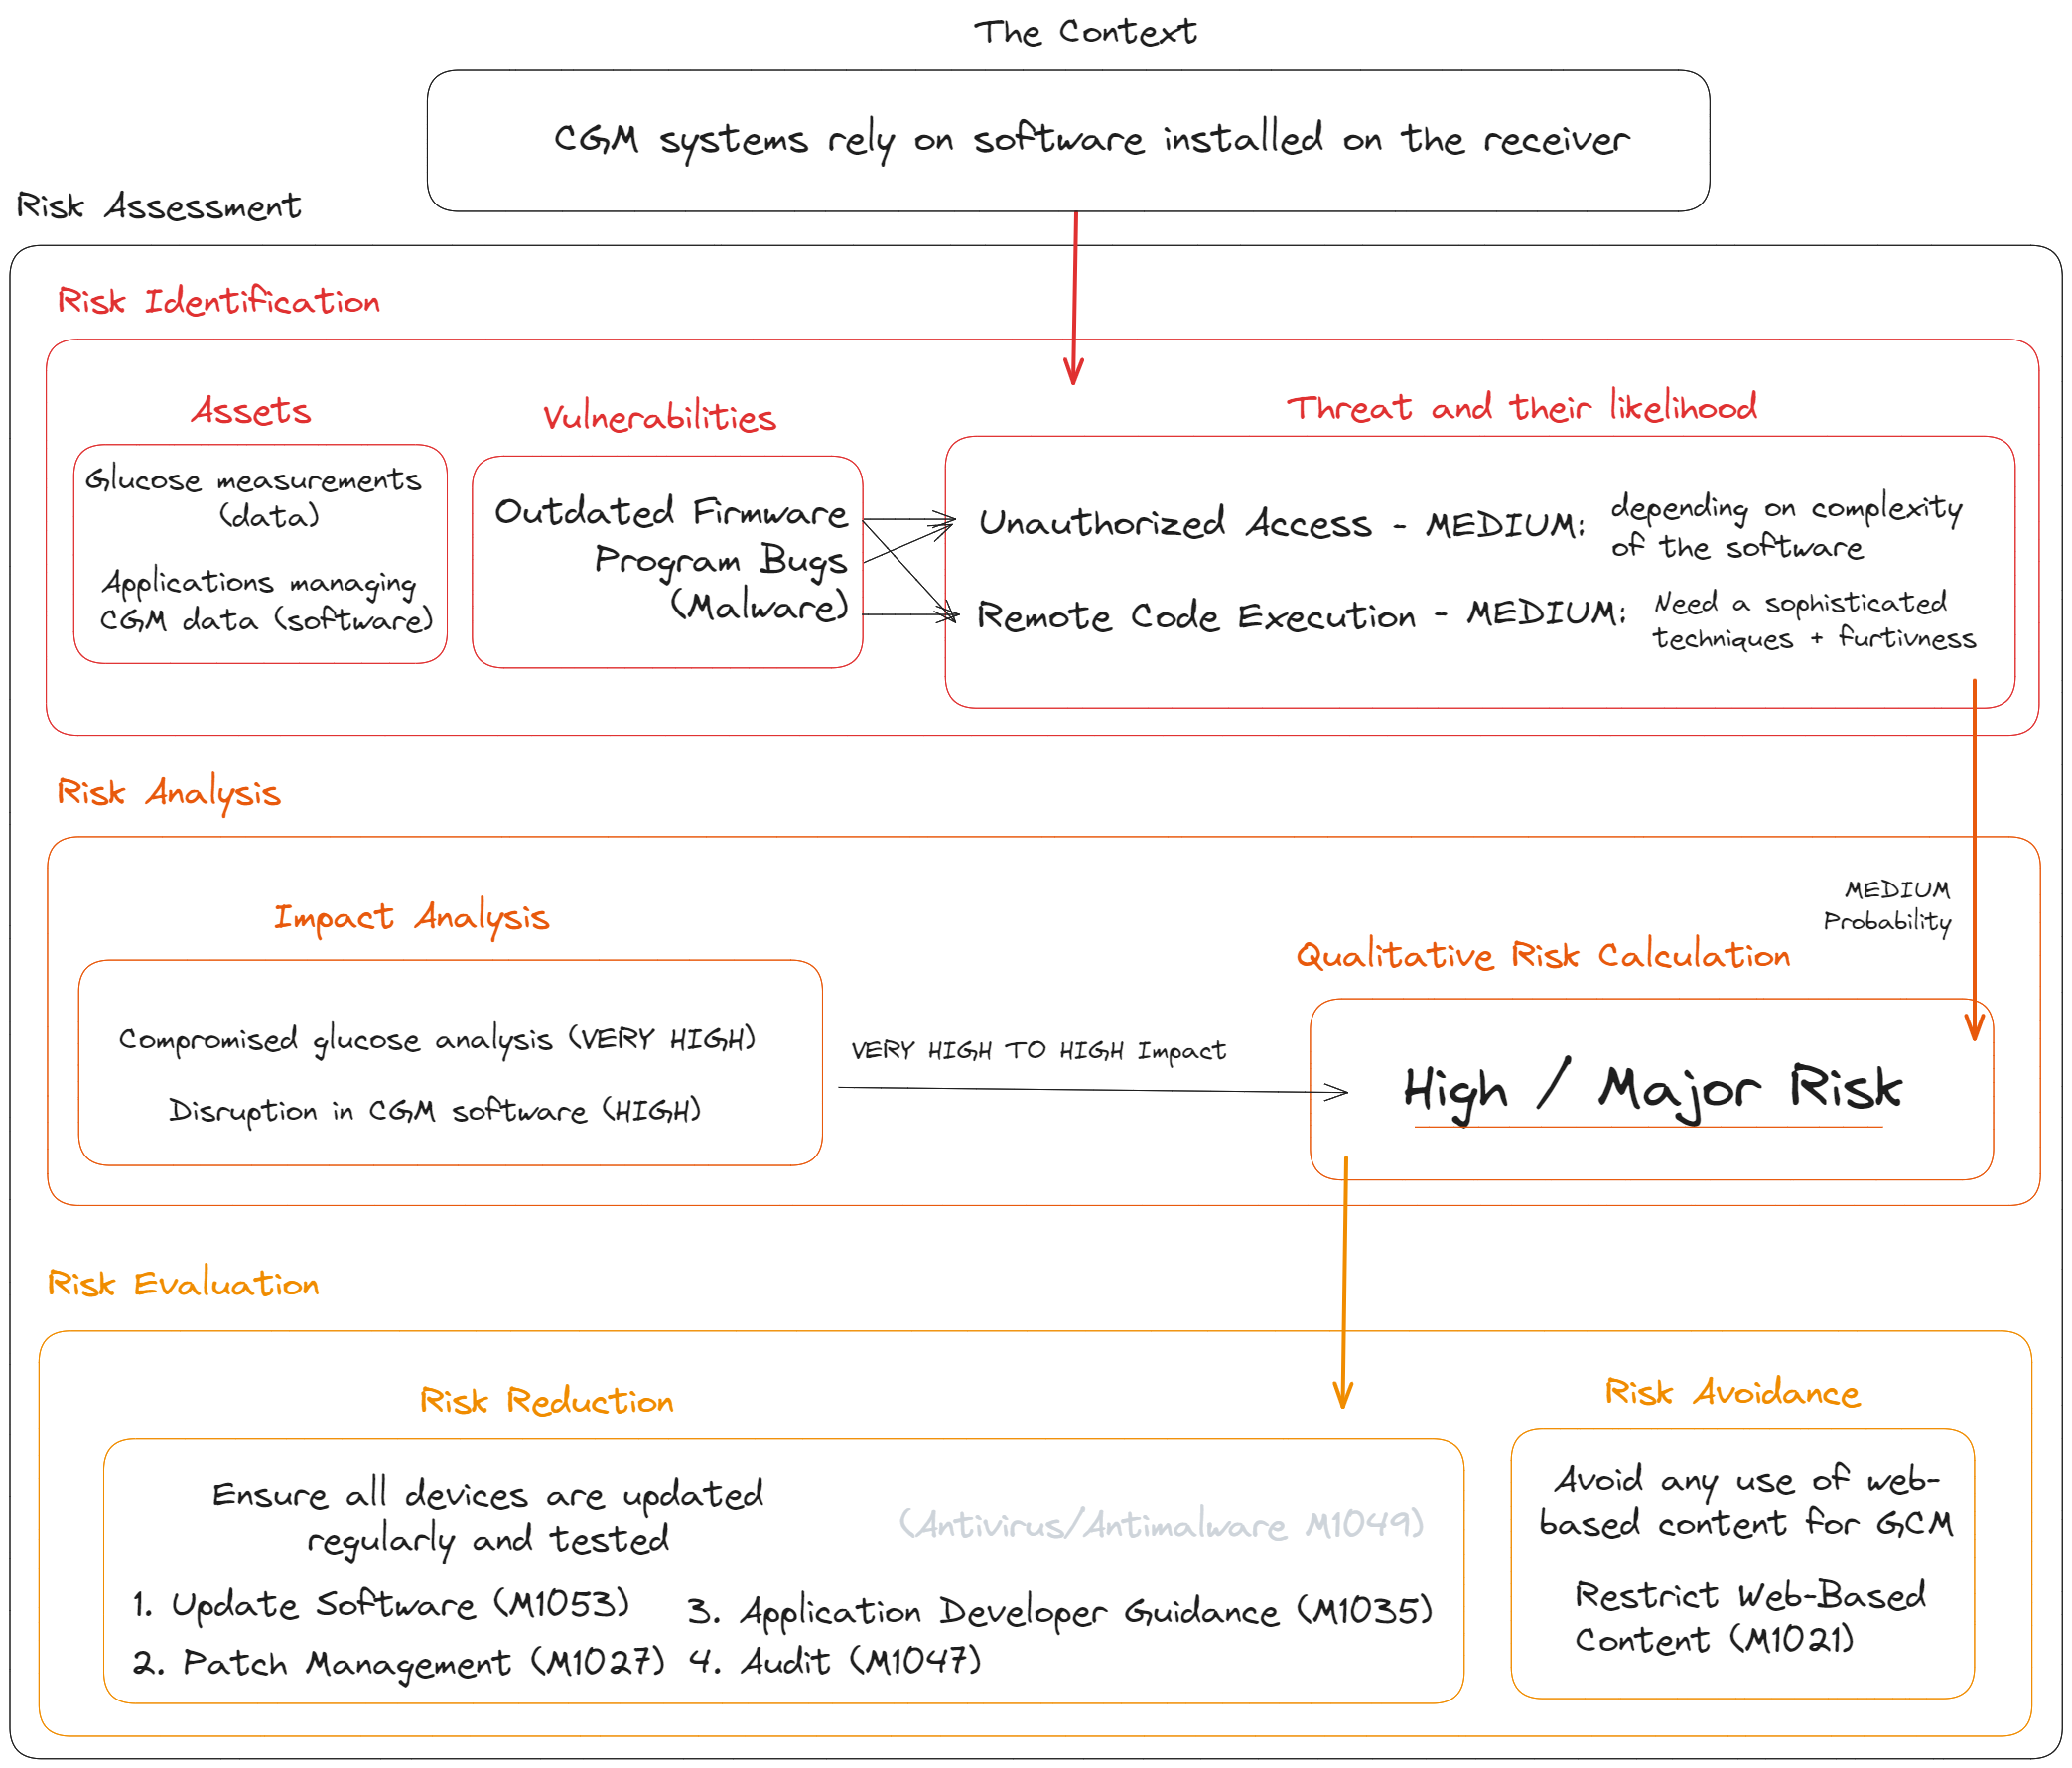 The Context
CGM systems rely on software installed on the receiver
Risk Assessment
Risk Identification
Assets
Glucose measurements
(data)
Applications managing
CGM data (software)
Vulnerabilities
Outdated Firmware
Program Bugs
(Malware)
Threat and their likelihood
Unauthorized Access - MEDIUM:
depending on complexity
of the software
Remote Code Execution - MEDIUM:
Need a sophisticated
techniques + furtivness
Risk Analysis
Impact Analysis
Compromised glucose analysis (VERY HIGH)
Disruption in CGM software (HIGH)
VERY HIGH TO HIGH Impact
MEDIUM
Probability
Qualitative Risk Calculation
High / Major Risk
Risk Evaluation
Risk Reduction
Ensure all devices are updated
regularly and tested
(Antivirus/Antimalware M1049)
1. Update Software (M1053)
2. Patch Management (M1027)
3. Application Developer Guidance (M1035)
4. Audit (M1047)
Risk Avoidance
Avoid any use of web-
based content for GCM
Restrict Web-Based
Content (M1021)